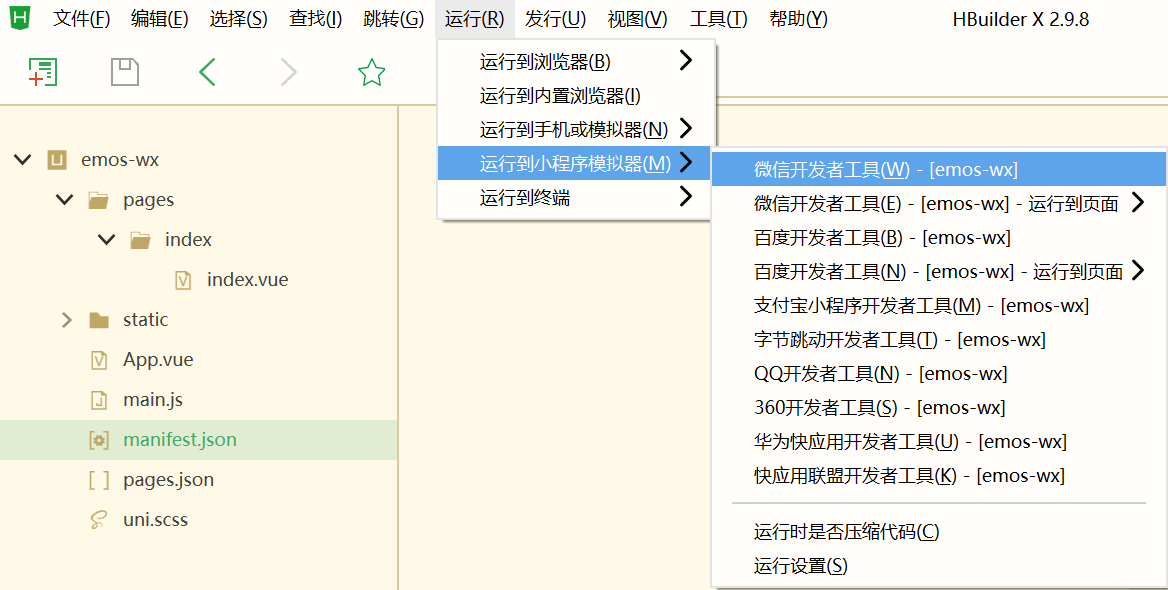 文件(F) 编辑(E) 选择(S) 查找(I) 跳转(G) 运行(R) 发行(U) 视图(V) 工具(T) 帮助(Y) HBuilder X 2.9.8
运行到浏览器(B)
运行到内置浏览器(I)
运行到手机或模拟器(N)
运行到小程序模拟器(M)
运行到终端
微信开发者工具(W) - [emos-wx]
微信开发者工具(E) - [emos-wx] - 运行到页面
百度开发者工具(B) - [emos-wx]
百度开发者工具(N) - [emos-wx] - 运行到页面
支付宝小程序开发者工具(M) - [emos-wx]
字节跳动开发者工具(T) - [emos-wx]
QQ开发者工具(N) - [emos-wx]
360开发者工具(S) - [emos-wx]
华为快应用开发者工具(U) - [emos-wx]
快应用联盟开发者工具(K) - [emos-wx]
运行时是否压缩代码(C)
运行设置(S)
emos-wx
pages
index
index.vue
static
App.vue
main.js
manifest.json
pages.json
uni.scss